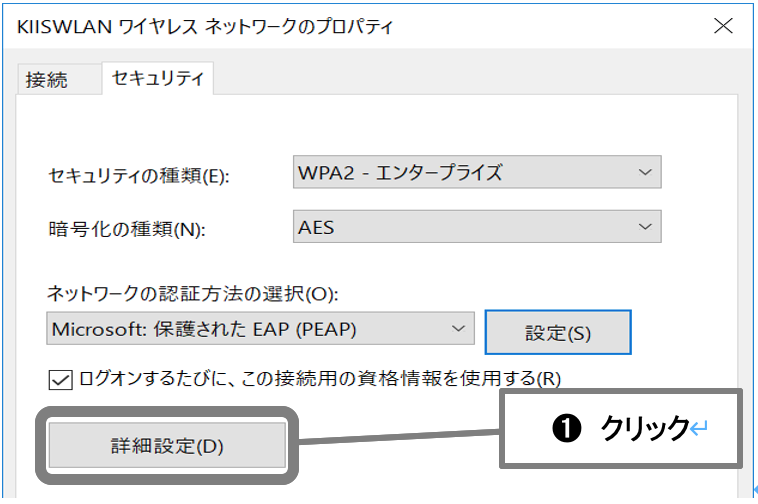 KIISWLAN ワイヤレス ネットワークのプロパティ
接続 セキュリティ
セキュリティの種類(E): WPA2 - エンタープライズ
暗号化の種類(N): AES
ネットワークの認証方法の選択(O):
Microsoft: 保護された EAP (PEAP) 設定(S)
ログオンするたびに、この接続用の資格情報を使用する(R)
詳細設定(D) ❶ クリック↵